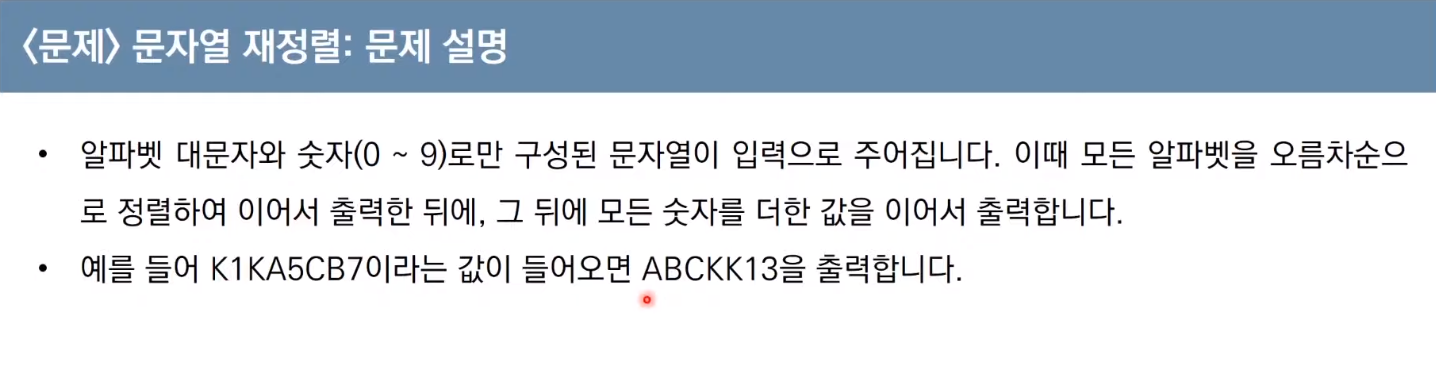 〈문제〉 문자열 재정렬: 문제 설명
• 알파벳 대문자와 숫자(0 ~ 9)로만 구성된 문자열이 입력으로 주어집니다. 이때 모든 알파벳을 오름차순으
로 정렬하여 이어서 출력한 뒤에, 그 뒤에 모든 숫자를 더한 값을 이어서 출력합니다.
• 예를 들어 K1KA5CB7이라는 값이 들어오면 ABCKK13을 출력합니다.